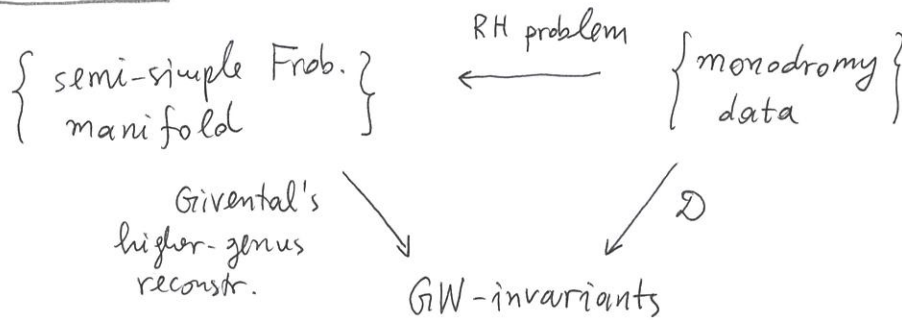 RH problem
{ semi-simple Frob. manifold }
{ monodromy data }
Givental's
higher-genus
reconstr.
D
GW-invariants